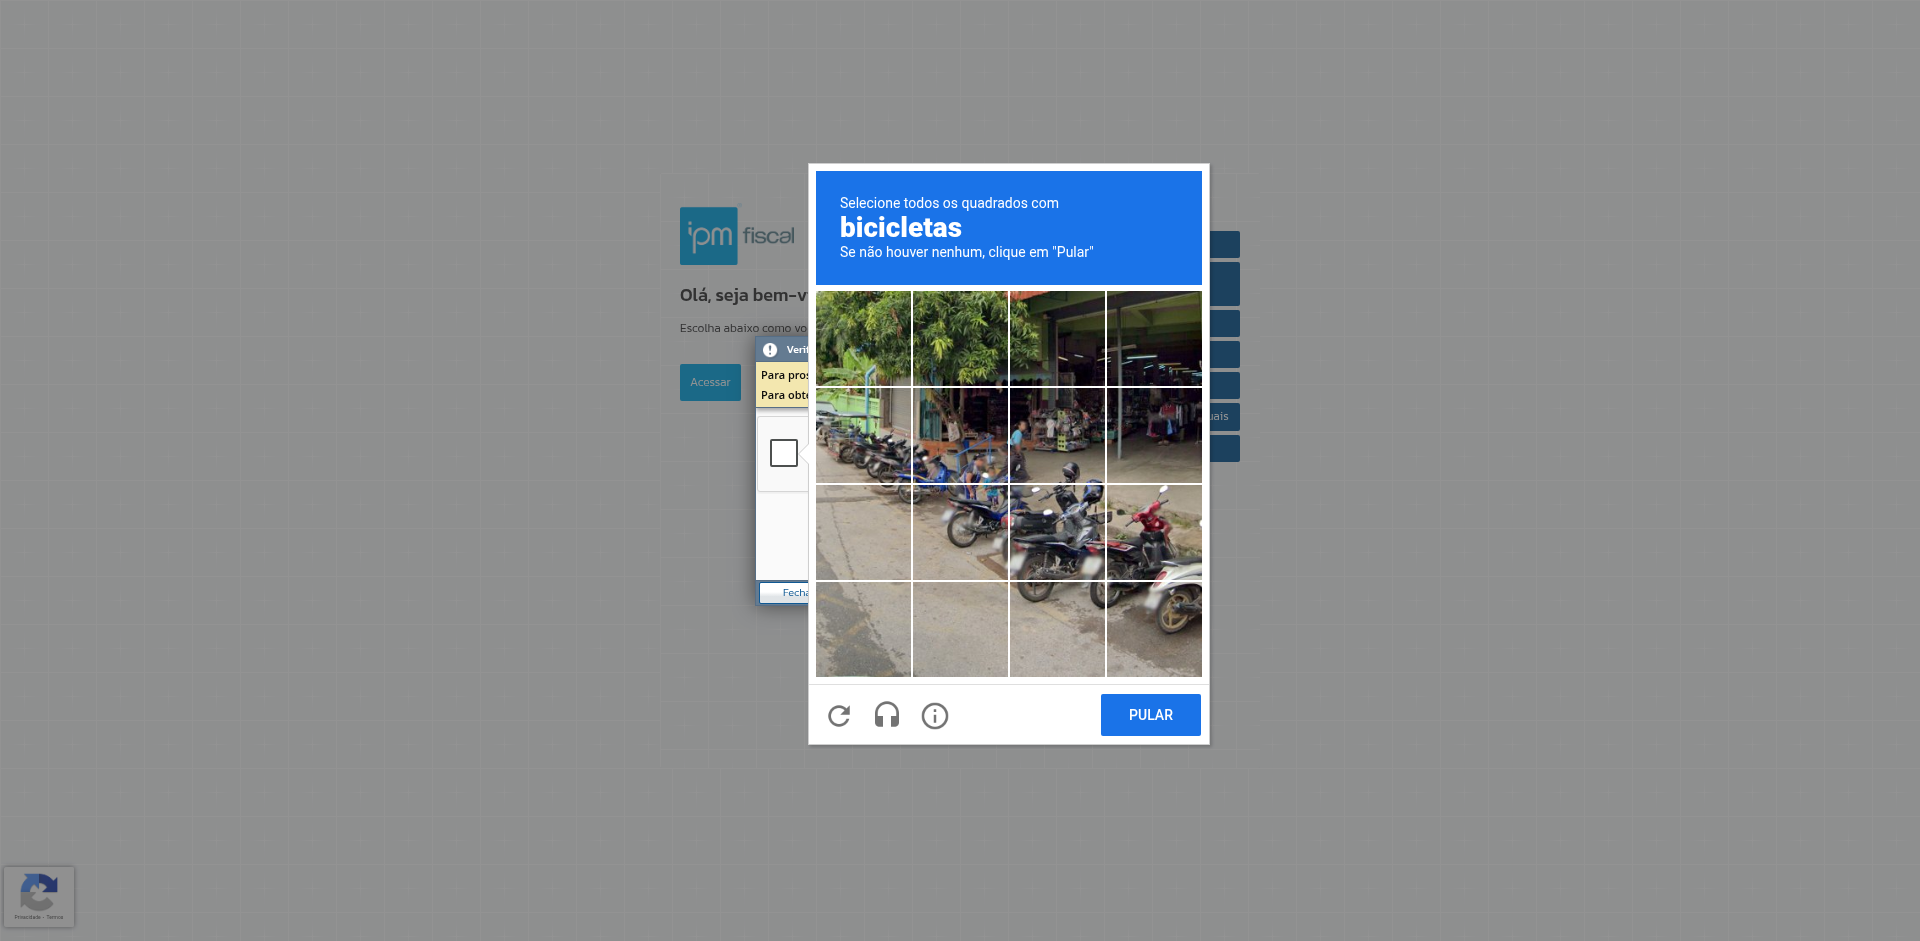 ipm fiscal
Olá, seja bem-v
Escolha abaixo como vo
Acessar
Verif
Para pros
Para obte
Fecha
Selecione todos os quadrados com
bicicletas
Se não houver nenhum, clique em "Pular"
uais
PULAR
Privacidade - Termos